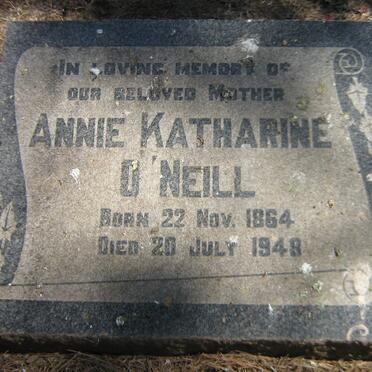 In loving memory of
our beloved Mother
Annie Katharine
O'Neill
Born 22 Nov. 1864
Died 20 July 1948